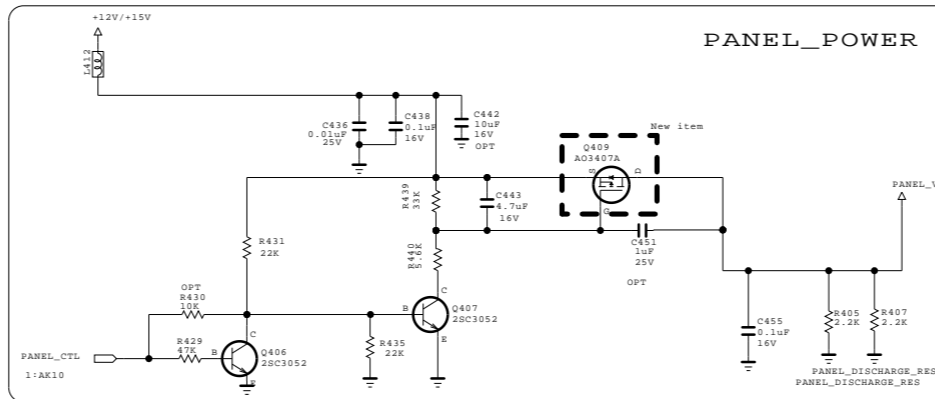 +12V/+15V
PANEL_POWER
L412
C436
0.01uF
25V
C438
0.1uF
16V
C442
10uF
16V
OPT
New item
Q409
AO3407A
S
D
G
R439
33K
C443
4.7uF
16V
PANEL_V
R431
22K
R440
5.6K
C451
1uF
25V
OPT
OPT
R430
10K
C
B
Q407
2SC3052
E
R429
47K
C
B
Q406
2SC3052
E
R435
22K
PANEL_CTL
1:AK10
C455
0.1uF
16V
R405
2.2K
R407
2.2K
PANEL_DISCHARGE_RES
PANEL_DISCHARGE_RES